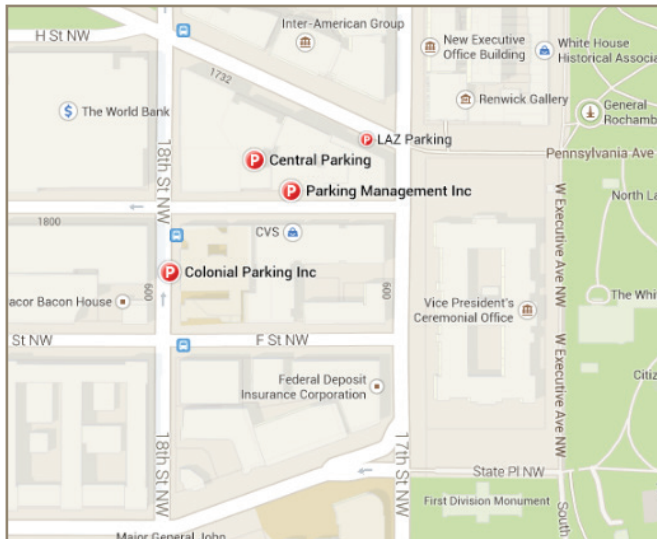 Inter-American Group
H St NW
New Executive
Office Building
White House
Historical Associa
1732
The World Bank
Renwick Gallery
General
Rochamb
LAZ Parking
18th St NW
Central Parking
Pennsylvania Ave
Parking Management Inc
North La
1800
CVS
W Executive Ave NW
Colonial Parking Inc
600
acor Bacon House
600
The Whit
Vice President's
Ceremonial Office
St NW
F St NW
W Executive Ave NW
Citiz
Federal Deposit
Insurance Corporation
18th St NW
17th St NW
State Pl NW
First Division Monument
South
Major General John